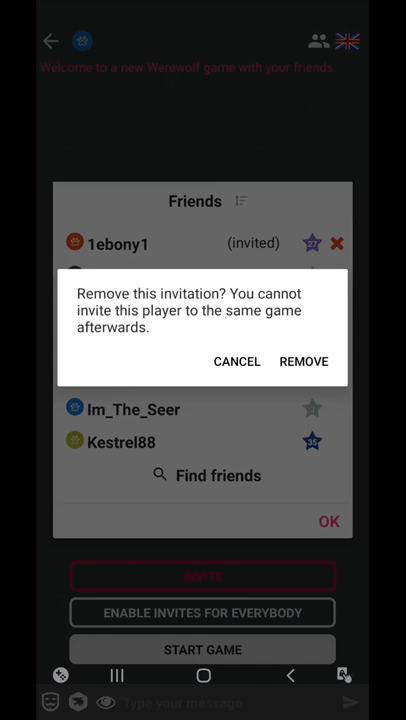 Welcome to a new Werewolf game with your friends.
Friends
1ebony1 (invited) 27
Remove this invitation? You cannot
invite this player to the same game
afterwards.
CANCEL REMOVE
Im_The_Seer
Kestrel88 35
Find friends
OK
INVITE
ENABLE INVITES FOR EVERYBODY
START GAME
Type your message